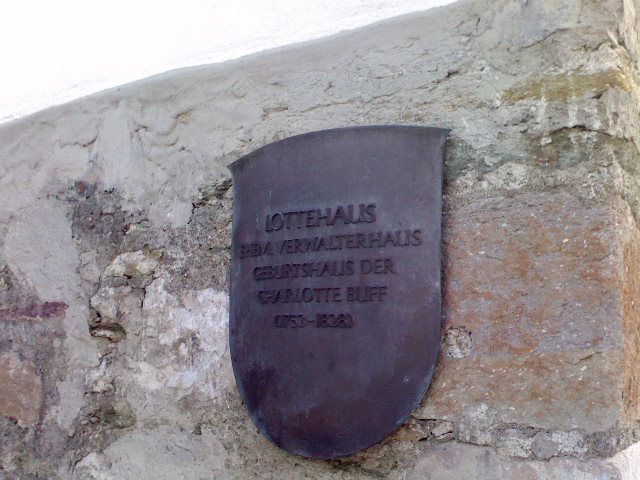 LOTTEHAUS
EHEM. VERWALTERHAUS
GEBURTSHAUS DER
CHARLOTTE BUFF
(1753-1828)